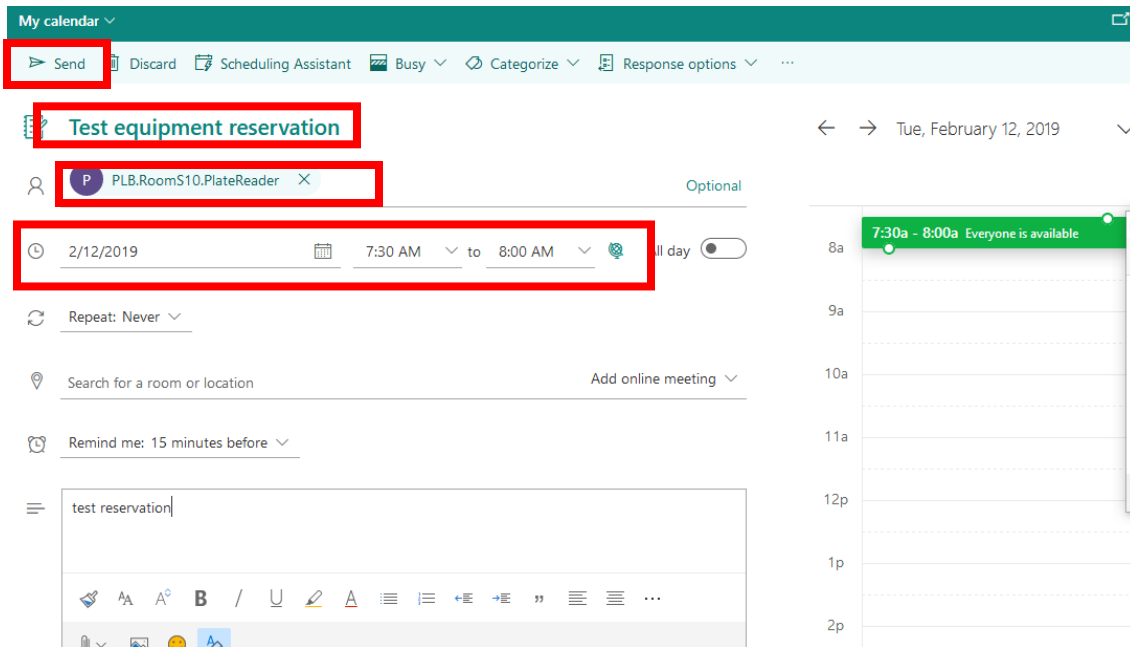 My calendar
Send Discard Scheduling Assistant Busy Categorize Response options ...
Test equipment reservation
Tue, February 12, 2019
P PLB.RoomS10.PlateReader
Optional
2/12/2019 7:30 AM to 8:00 AM ll day
Repeat: Never
Search for a room or location Add online meeting
Remind me: 15 minutes before
test reservation
B / U A
7:30a - 8:00a Everyone is available
8a
9a
10a
11a
12p
1p
2p